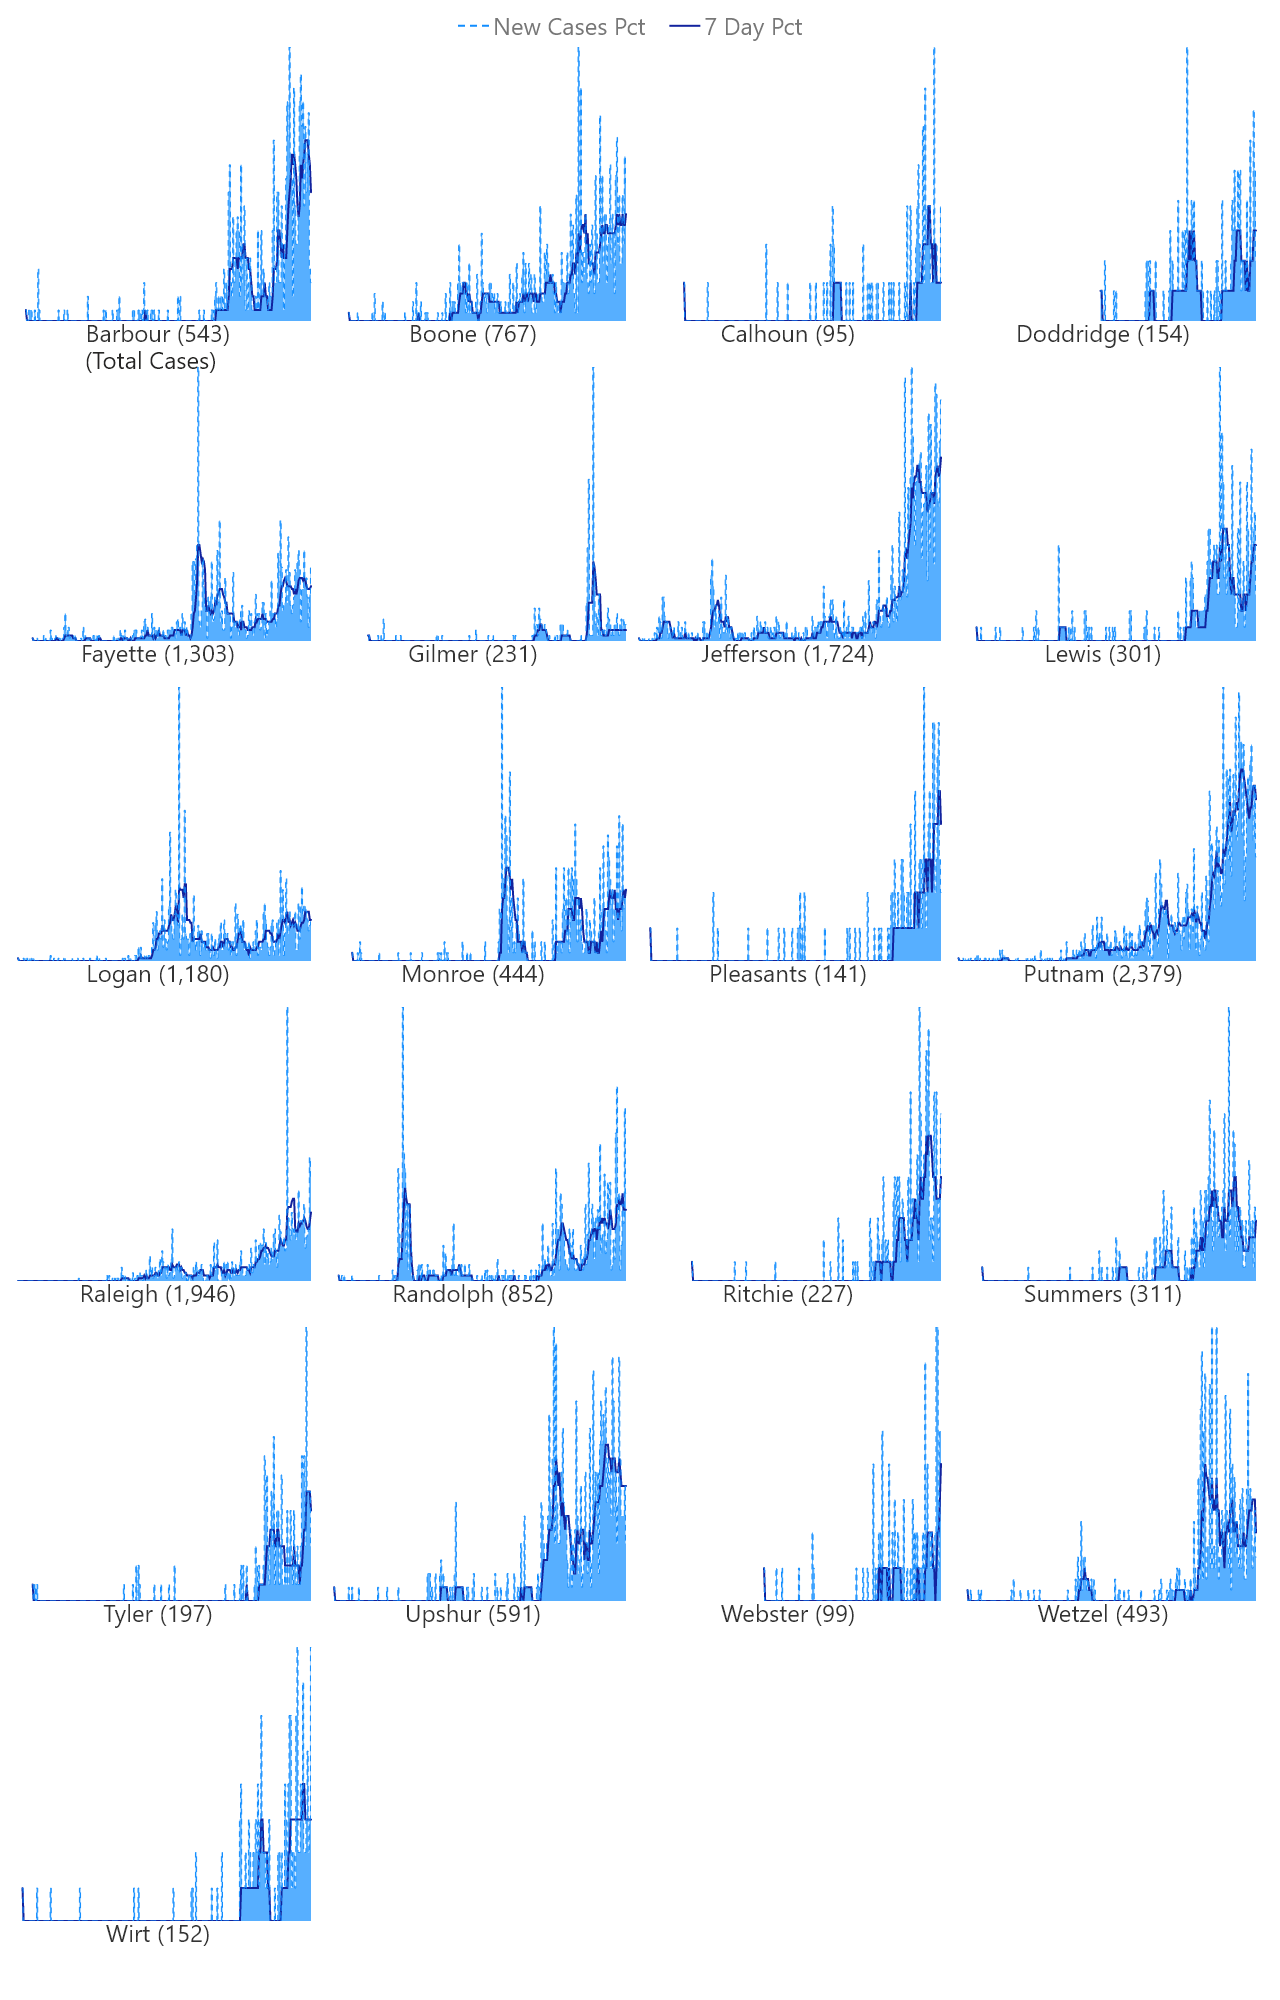 New Cases Pct 7 Day Pct
Barbour (543) Boone (767) Calhoun (95) Doddridge (154)
(Total Cases)
Fayette (1,303) Gilmer (231) Jefferson (1,724) Lewis (301)
Logan (1,180) Monroe (444) Pleasants (141) Putnam (2,379)
Raleigh (1,946) Randolph (852) Ritchie (227) Summers (311)
Tyler (197) Upshur (591) Webster (99) Wetzel (493)
Wirt (152)